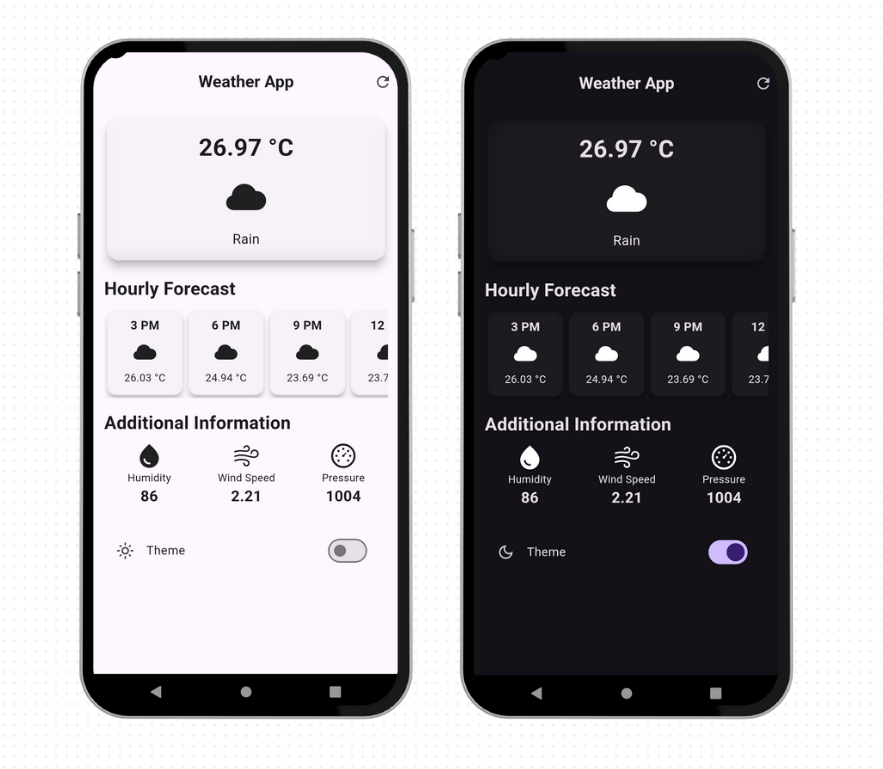 Weather App
26.97 °C
Rain
Hourly Forecast
3 PM 6 PM 9 PM 12
26.03 °C 24.94 °C 23.69 °C 23.7
Additional Information
Humidity Wind Speed Pressure
86 2.21 1004
Theme
Weather App
26.97 °C
Rain
Hourly Forecast
3 PM 6 PM 9 PM 12
26.03 °C 24.94 °C 23.69 °C 23.7
Additional Information
Humidity Wind Speed Pressure
86 2.21 1004
Theme